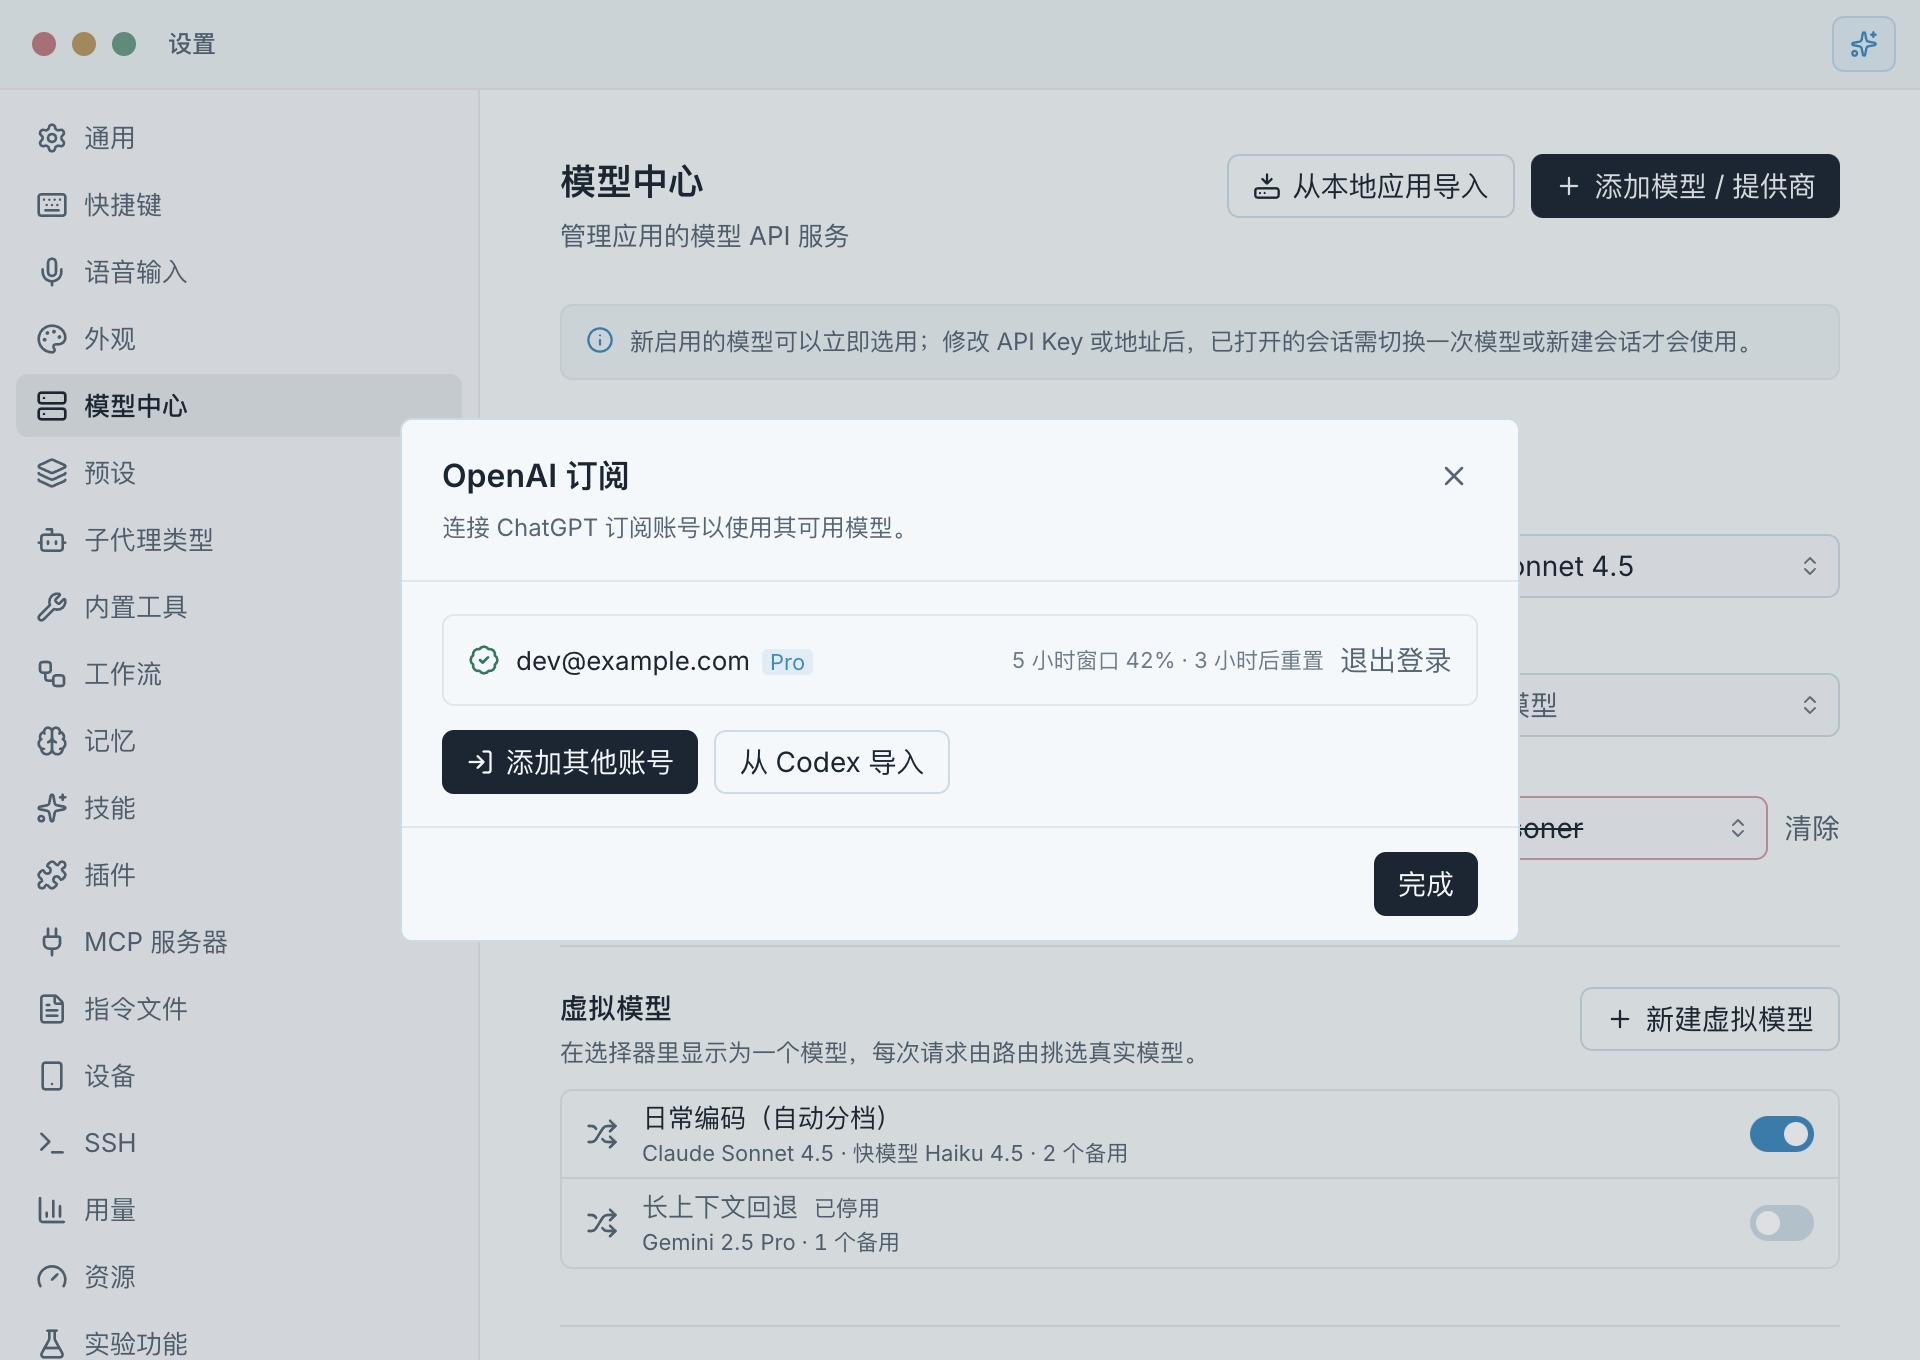 设置
通用
快捷键
语音输入
外观
模型中心
预设
子代理类型
内置工具
工作流
记忆
技能
插件
MCP 服务器
指令文件
设备
SSH
用量
资源
实验功能
模型中心
管理应用的模型 API 服务
从本地应用导入
添加模型 / 提供商
新启用的模型可以立即选用；修改 API Key 或地址后，已打开的会话需切换一次模型或新建会话才会使用。
OpenAI 订阅
连接 ChatGPT 订阅账号以使用其可用模型。
dev@example.com Pro 5 小时窗口 42% · 3 小时后重置 退出登录
添加其他账号 从 Codex 导入
完成
onnet 4.5
模型
oner 清除
虚拟模型
在选择器里显示为一个模型，每次请求由路由挑选真实模型。
新建虚拟模型
日常编码（自动分档）
Claude Sonnet 4.5 · 快模型 Haiku 4.5 · 2 个备用
长上下文回退 已停用
Gemini 2.5 Pro · 1 个备用